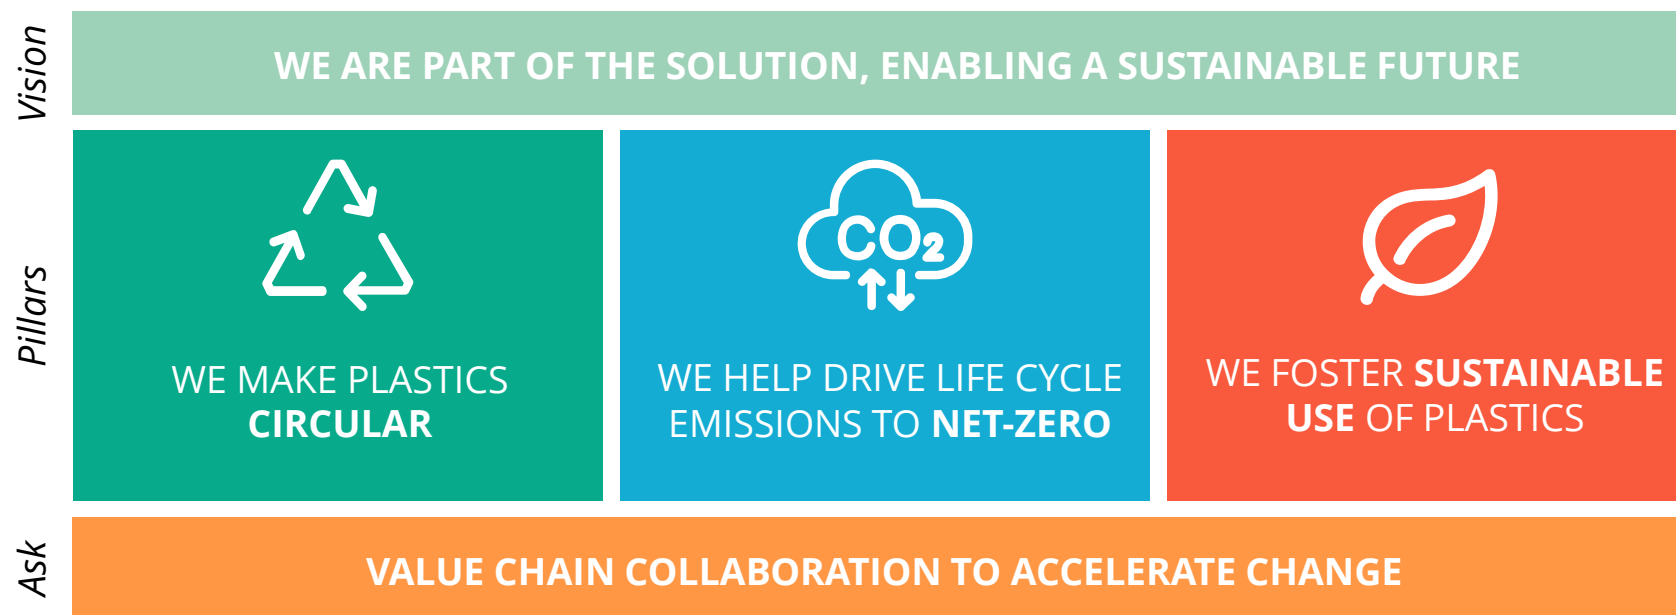 Vision
WE ARE PART OF THE SOLUTION, ENABLING A SUSTAINABLE FUTURE
Pillars
CO₂
WE MAKE PLASTICS
CIRCULAR
WE HELP DRIVE LIFE CYCLE
EMISSIONS TO NET-ZERO
WE FOSTER SUSTAINABLE
USE OF PLASTICS
Ask
VALUE CHAIN COLLABORATION TO ACCELERATE CHANGE